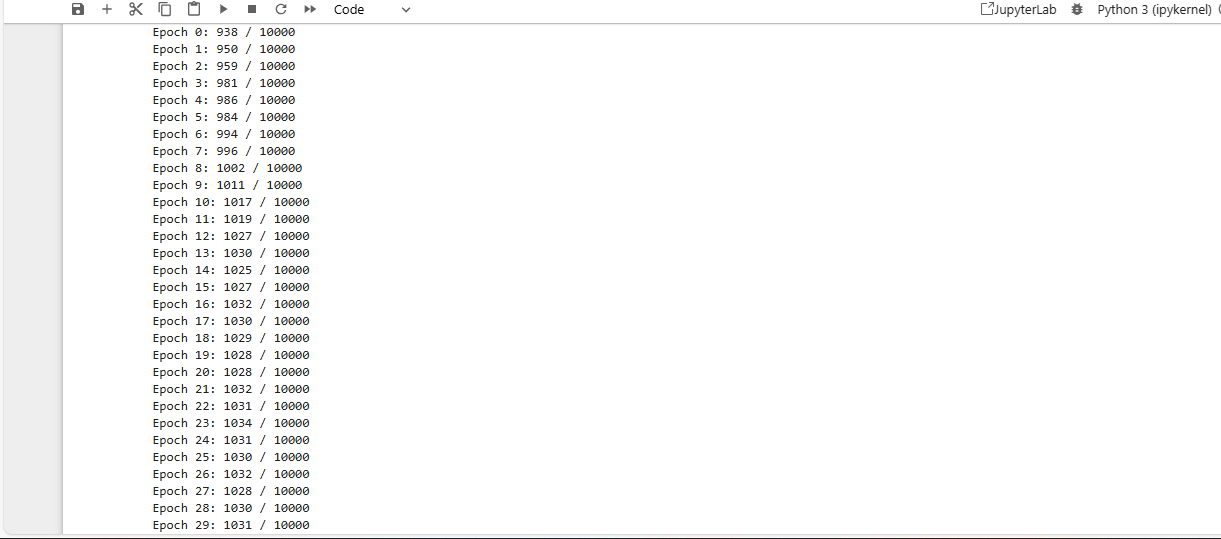 Code JupyterLab Python 3 (ipykernel)
Epoch 0: 938 / 10000
Epoch 1: 950 / 10000
Epoch 2: 959 / 10000
Epoch 3: 981 / 10000
Epoch 4: 986 / 10000
Epoch 5: 984 / 10000
Epoch 6: 994 / 10000
Epoch 7: 996 / 10000
Epoch 8: 1002 / 10000
Epoch 9: 1011 / 10000
Epoch 10: 1017 / 10000
Epoch 11: 1019 / 10000
Epoch 12: 1027 / 10000
Epoch 13: 1030 / 10000
Epoch 14: 1025 / 10000
Epoch 15: 1027 / 10000
Epoch 16: 1032 / 10000
Epoch 17: 1030 / 10000
Epoch 18: 1029 / 10000
Epoch 19: 1028 / 10000
Epoch 20: 1028 / 10000
Epoch 21: 1032 / 10000
Epoch 22: 1031 / 10000
Epoch 23: 1034 / 10000
Epoch 24: 1031 / 10000
Epoch 25: 1030 / 10000
Epoch 26: 1032 / 10000
Epoch 27: 1028 / 10000
Epoch 28: 1030 / 10000
Epoch 29: 1031 / 10000